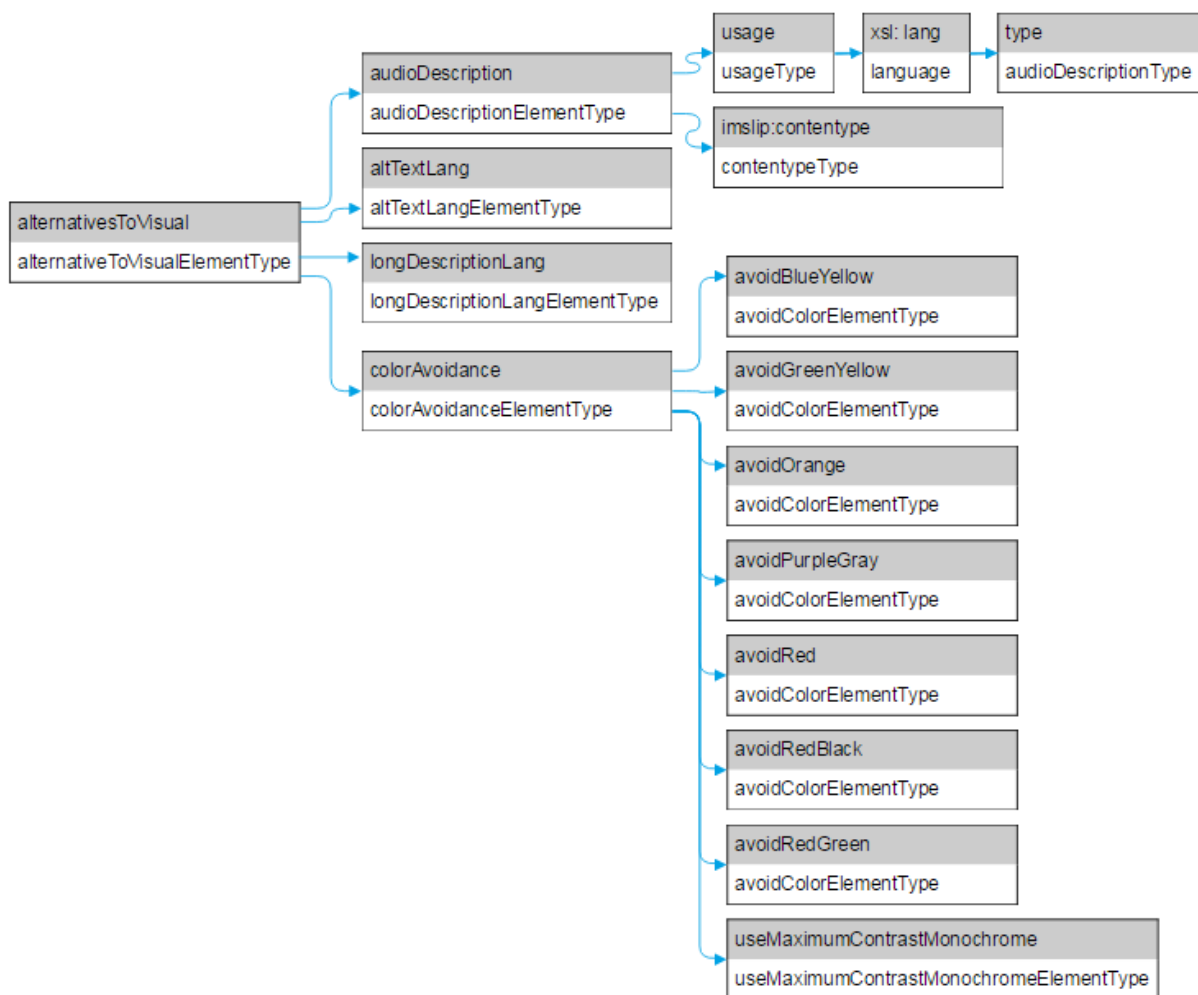 usage
usageType
xsl: lang
language
type
audioDescriptionType
audioDescription
audioDescriptionElementType
imslip:contentype
contentypeType
altTextLang
altTextLangElementType
alternativesToVisual
alternativeToVisualElementType
longDescriptionLang
longDescriptionLangElementType
colorAvoidance
colorAvoidanceElementType
avoidBlueYellow
avoidColorElementType
avoidGreenYellow
avoidColorElementType
avoidOrange
avoidColorElementType
avoidPurpleGray
avoidColorElementType
avoidRed
avoidColorElementType
avoidRedBlack
avoidColorElementType
avoidRedGreen
avoidColorElementType
useMaximumContrastMonochrome
useMaximumContrastMonochromeElementType